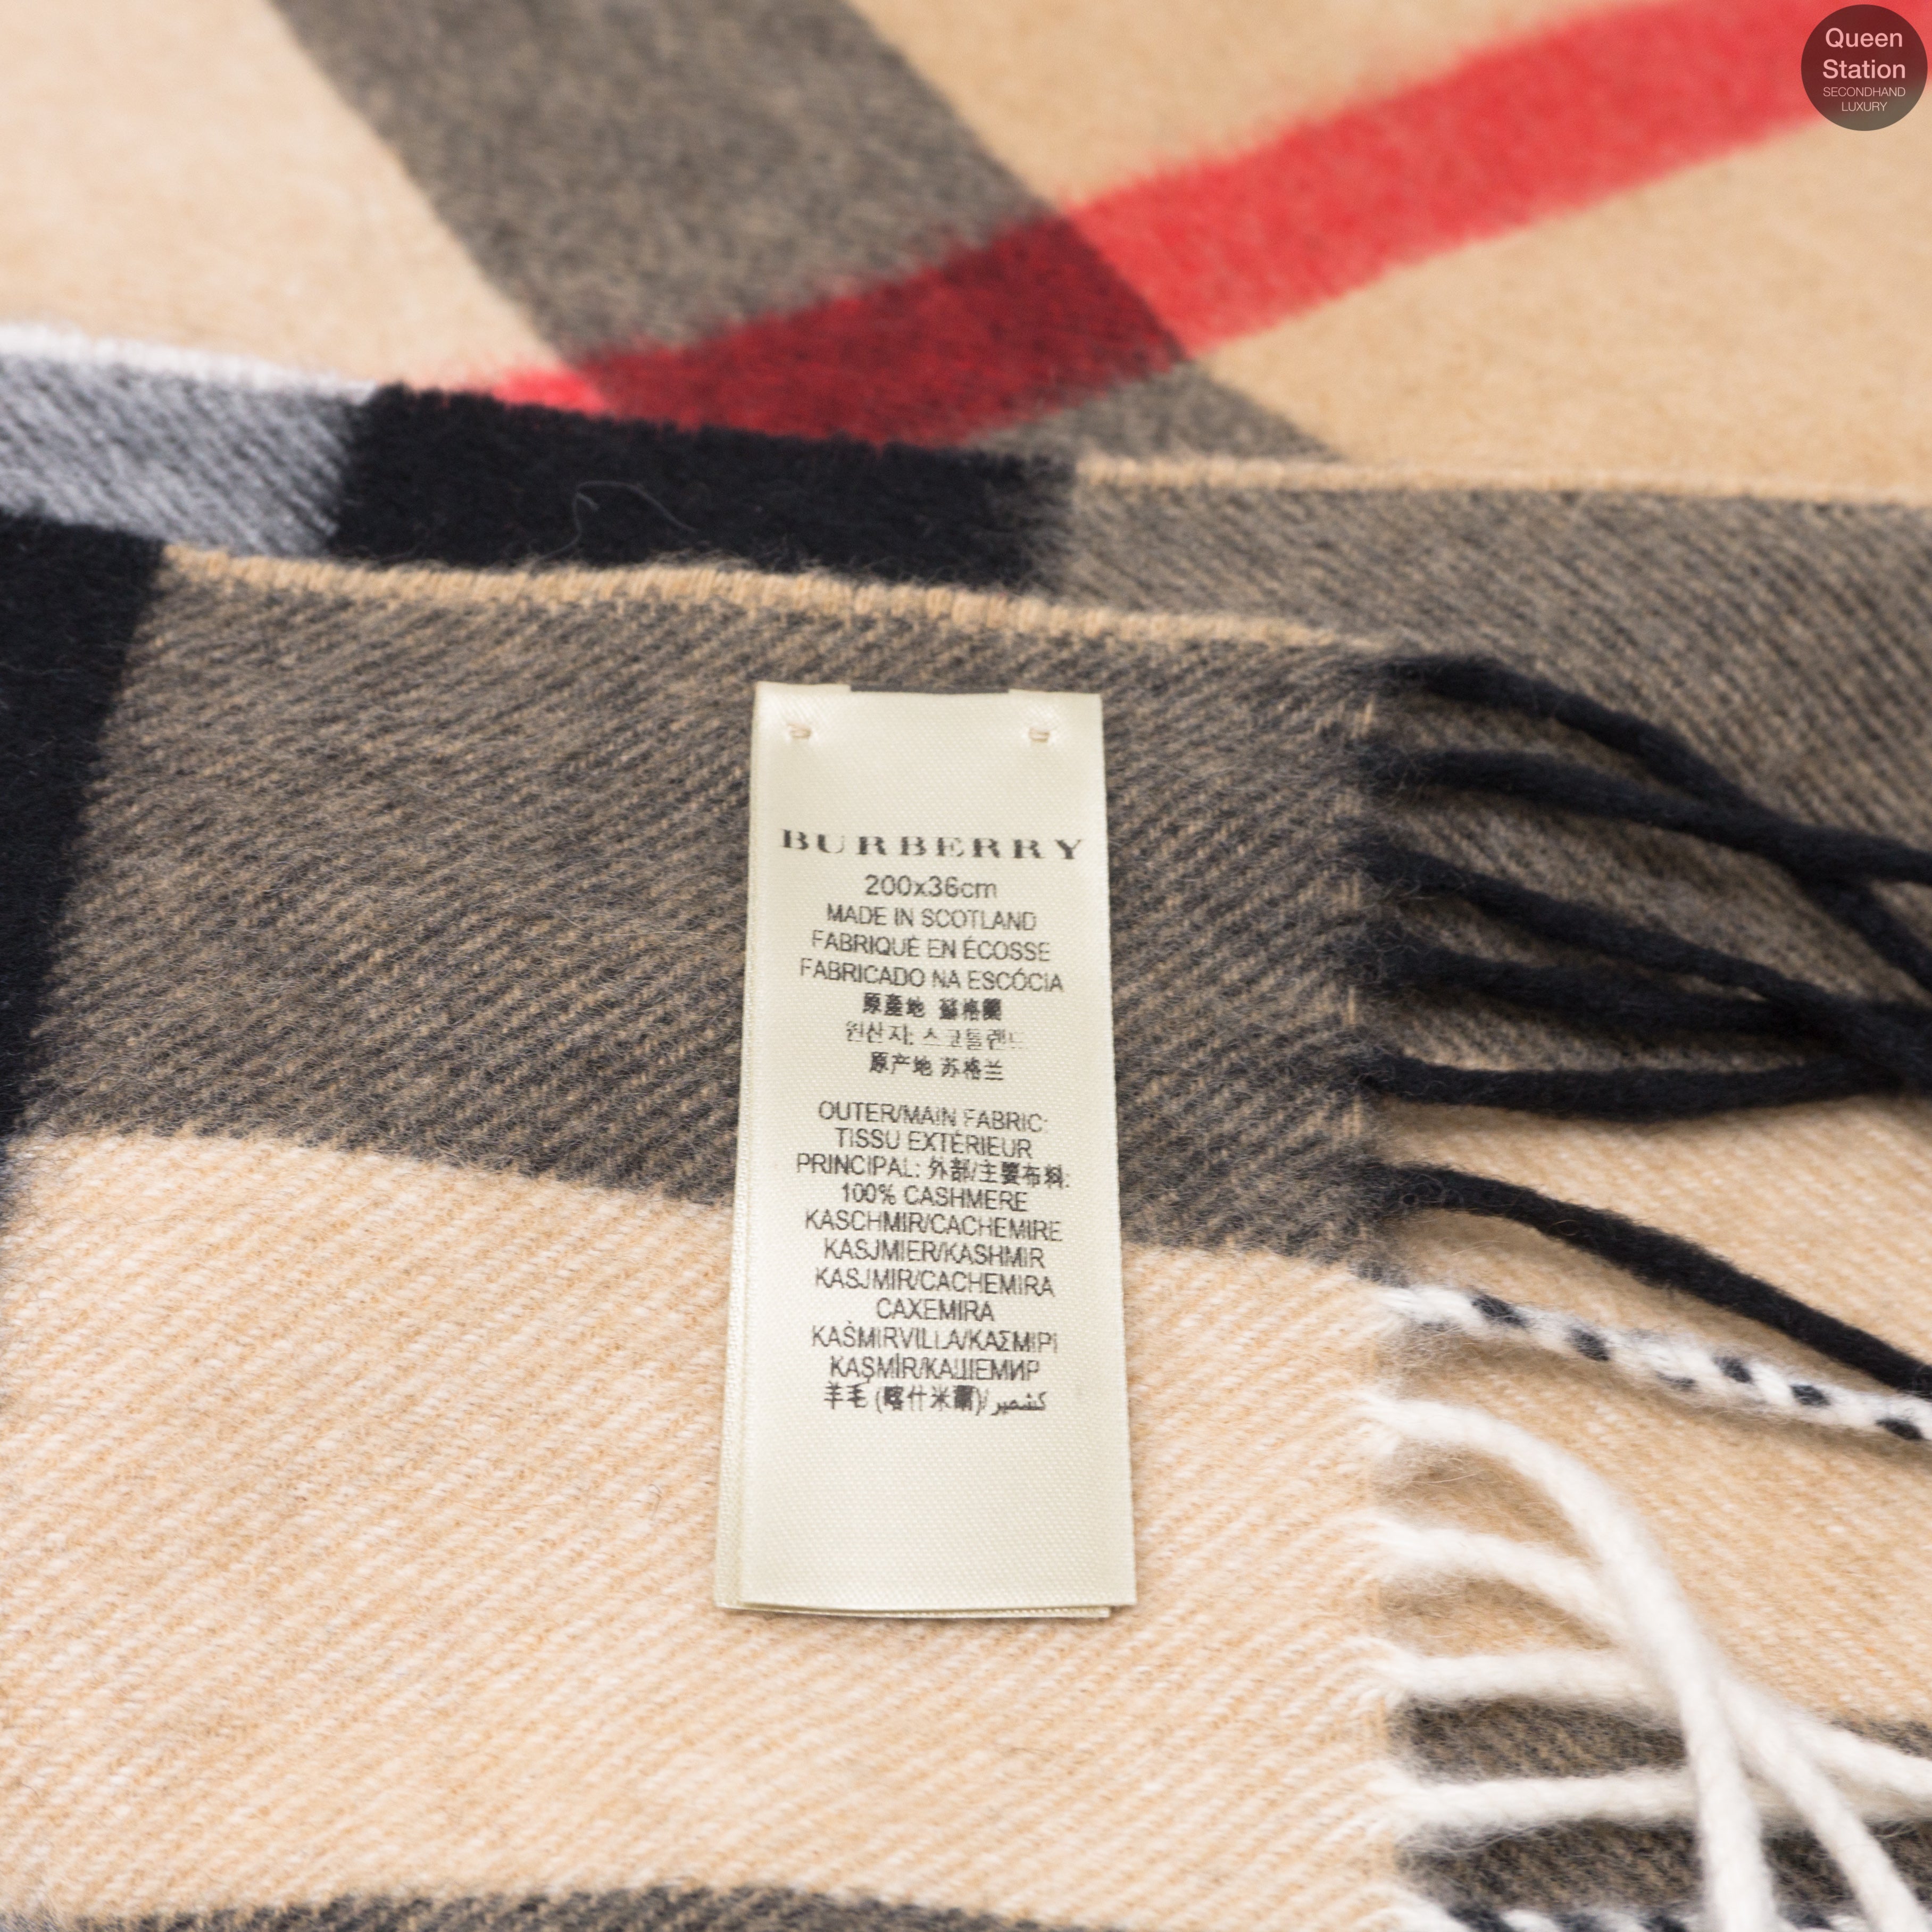 Queen
Station
SECONDHAND
LUXURY
BURBERRY
200x36cm
MADE IN SCOTLAND
FABRIQUÉ EN ÉCOSSE
FABRICADO NA ESCÓCIA
原產地 蘇格蘭
원산지: 스코틀랜드
原产地 苏格兰
OUTER/MAIN FABRIC:
TISSU EXTÉRIEUR
PRINCIPAL: 外部/主要布料:
100% CASHMERE
KASCHMIR/CACHEMIRE
KASJMIER/KASHMIR
KASJMIR/CACHEMIRA
CAXEMIRA
KAŠMIRVILLA/ΚΑΣΜΙΡΙ
KAŞMİR/КАШЕМИР
羊毛 (喀什米爾)/كشمير